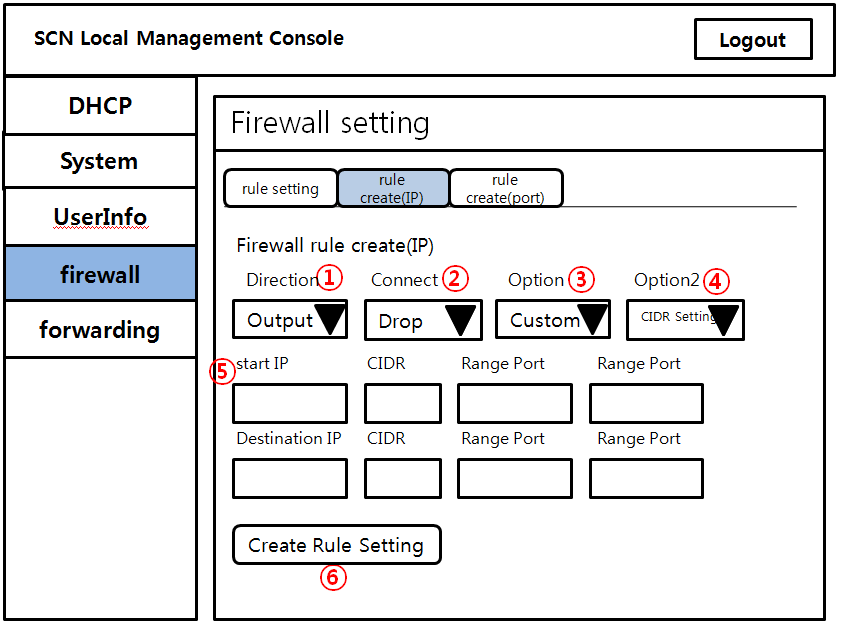 SCN Local Management Console
Logout
DHCP
System
UserInfo
firewall
forwarding
Firewall setting
rule setting
rule
create(IP)
rule
create(port)
Firewall rule create(IP)
Direction ① Connect ② Option ③ Option2 ④
Output Drop Custom CIDR Setting
⑤ start IP CIDR Range Port Range Port
Destination IP CIDR Range Port Range Port
Create Rule Setting
⑥